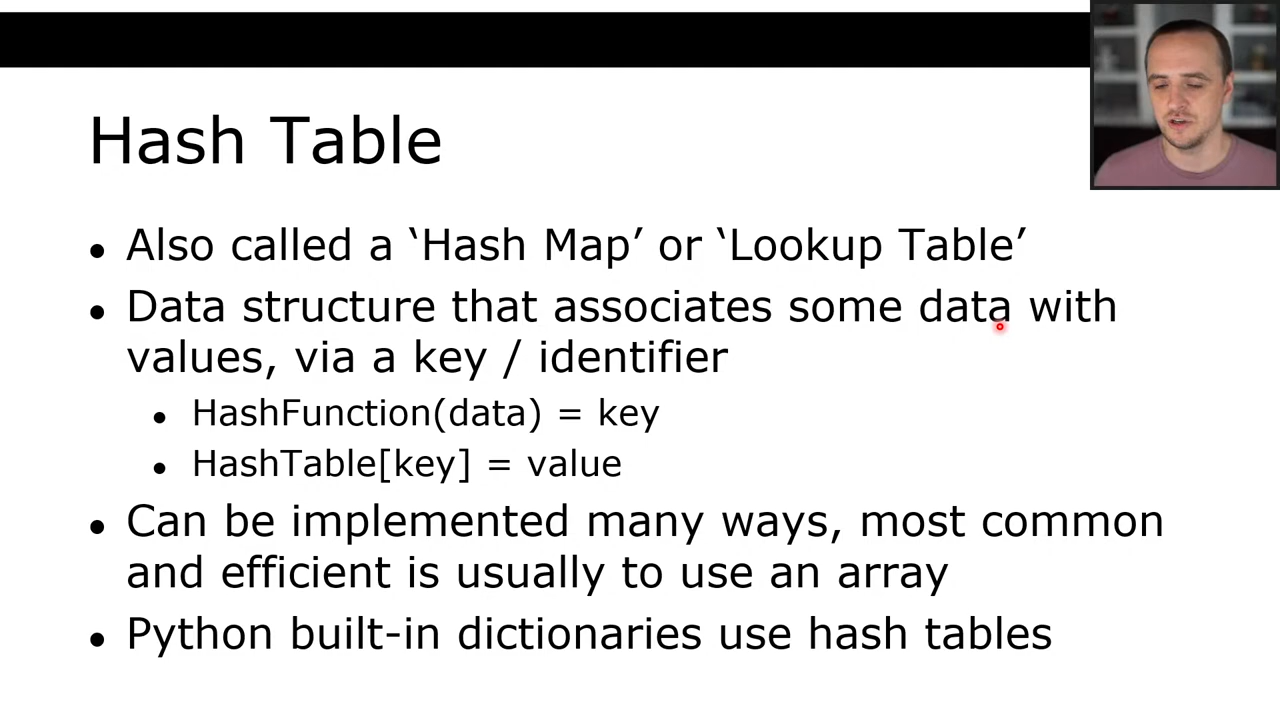 Hash Table
• Also called a ‘Hash Map’ or ‘Lookup Table’
• Data structure that associates some data with
values, via a key / identifier
• HashFunction(data) = key
• HashTable[key] = value
• Can be implemented many ways, most common
and efficient is usually to use an array
• Python built-in dictionaries use hash tables